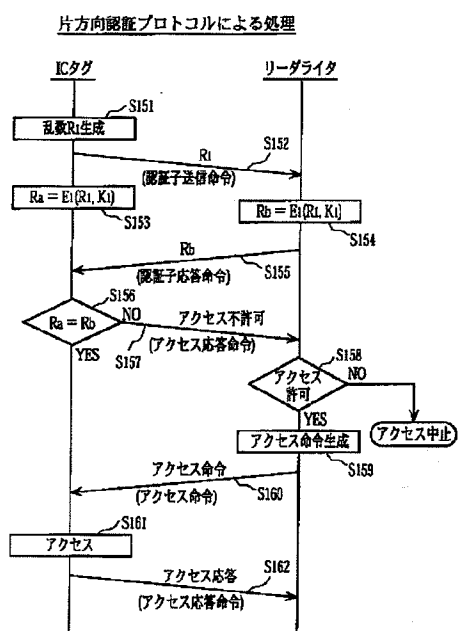 片方向認証プロトコルによる処理
ICタグ
リーダライタ
S151
乱数R1生成
S152
R1
(認証子送信命令)
Ra = E1(R1, K1)
S153
Rb = E1(R1, K1)
S154
Rb
S155
(認証子応答命令)
S156
Ra = Rb
NO
アクセス不許可
(アクセス応答命令)
S157
YES
S158
アクセス
許可
NO
YES
アクセス中止
アクセス命令生成
S159
アクセス命令
(アクセス命令)
S160
S161
アクセス
S162
アクセス応答
(アクセス応答命令)